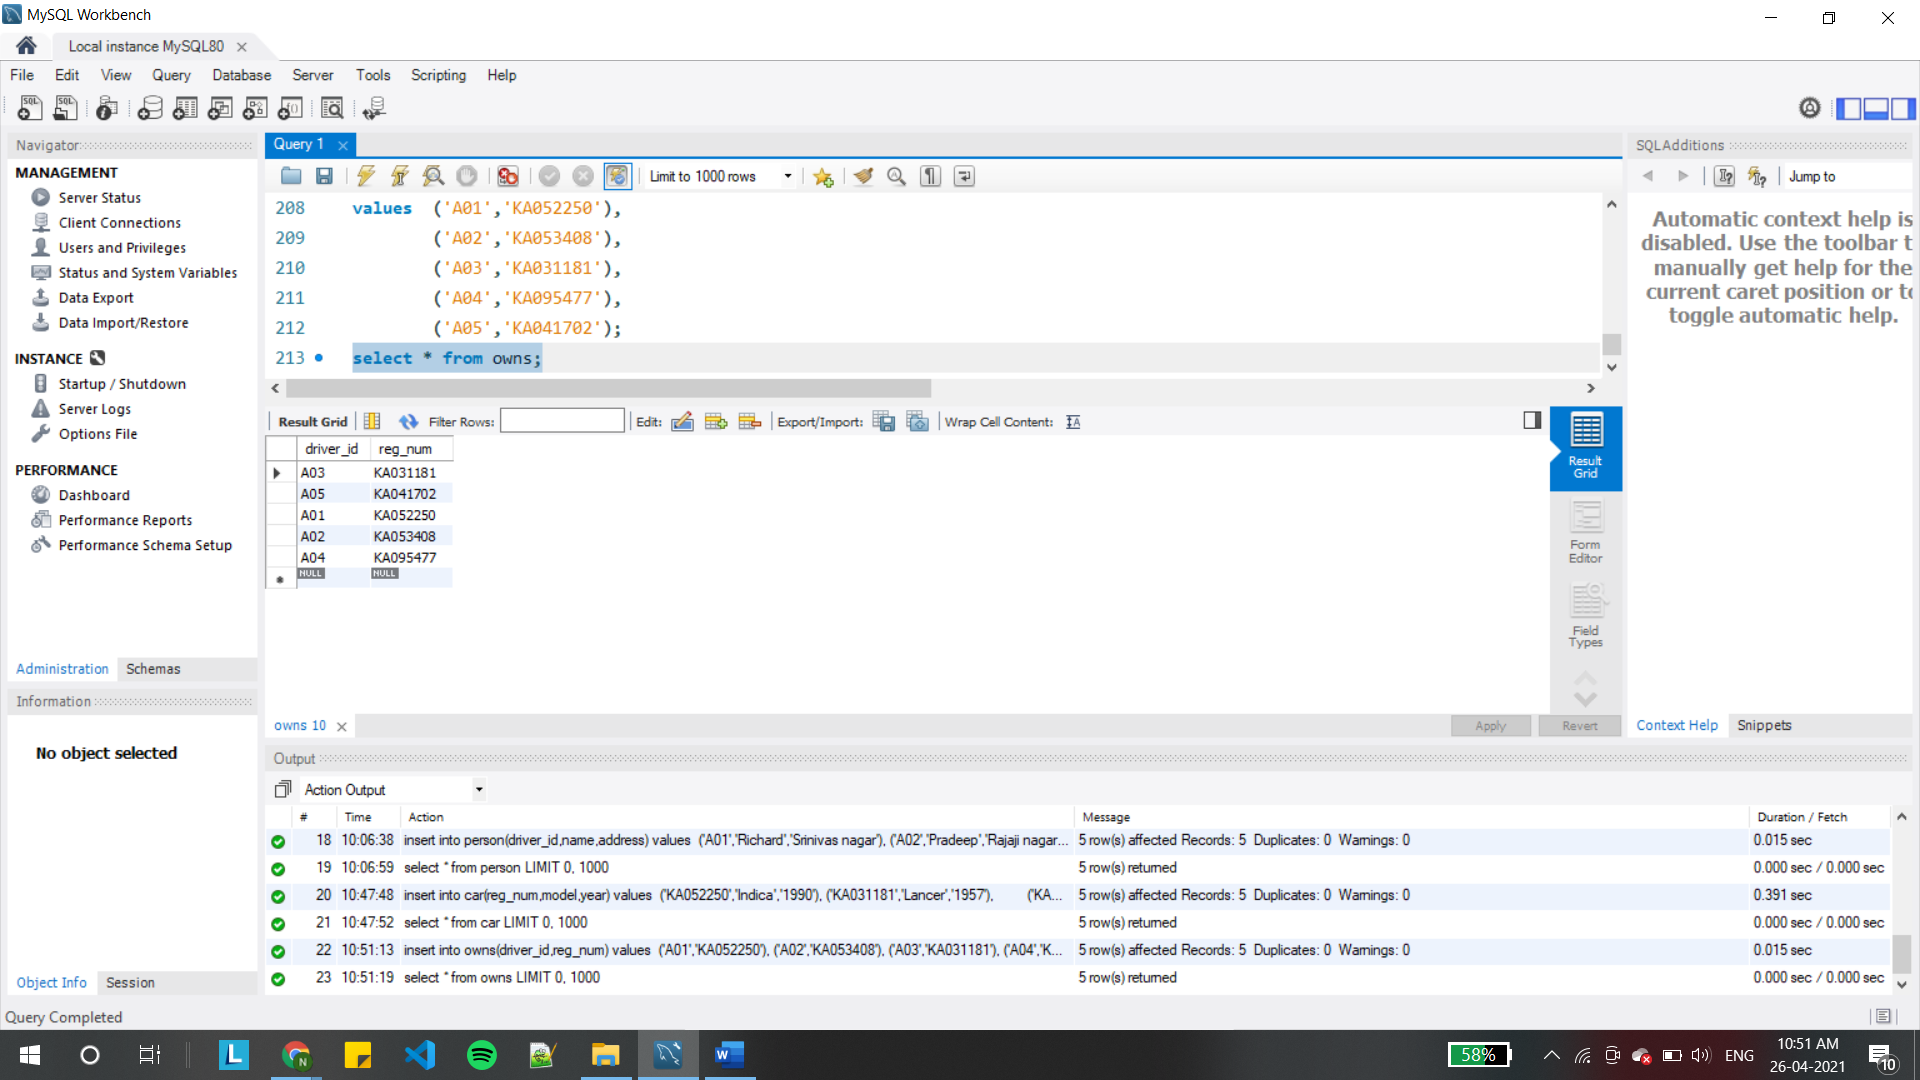 MySQL Workbench
Local instance MySQL80
File Edit View Query Database Server Tools Scripting Help
Navigator
MANAGEMENT
Server Status
Client Connections
Users and Privileges
Status and System Variables
Data Export
Data Import/Restore
INSTANCE
Startup / Shutdown
Server Logs
Options File
PERFORMANCE
Dashboard
Performance Reports
Performance Schema Setup
Administration Schemas
Information
No object selected
Object Info Session
Query 1
Limit to 1000 rows
208 values ('A01','KA052250'),
209 ('A02','KA053408'),
210 ('A03','KA031181'),
211 ('A04','KA095477'),
212 ('A05','KA041702');
213 select * from owns;
Result Grid Filter Rows: Edit: Export/Import: Wrap Cell Content:
driver_id reg_num
A03 KA031181
A05 KA041702
A01 KA052250
A02 KA053408
A04 KA095477
NULL NULL
Result
Grid
Form
Editor
Field
Types
owns 10
Apply Revert
SQLAdditions
Jump to
Automatic context help is
disabled. Use the toolbar t
manually get help for the
current caret position or to
toggle automatic help.
Context Help Snippets
Output
Action Output
# Time Action Message Duration / Fetch
18 10:06:38 insert into person(driver_id,name,address) values ('A01','Richard','Srinivas nagar'), ('A02','Pradeep','Rajaji nagar... 5 row(s) affected Records: 5 Duplicates: 0 Warnings: 0 0.015 sec
19 10:06:59 select * from person LIMIT 0, 1000 5 row(s) returned 0.000 sec / 0.000 sec
20 10:47:48 insert into car(reg_num,model,year) values ('KA052250','Indica','1990'), ('KA031181','Lancer','1957'), ('KA... 5 row(s) affected Records: 5 Duplicates: 0 Warnings: 0 0.391 sec
21 10:47:52 select * from car LIMIT 0, 1000 5 row(s) returned 0.000 sec / 0.000 sec
22 10:51:13 insert into owns(driver_id,reg_num) values ('A01','KA052250'), ('A02','KA053408'), ('A03','KA031181'), ('A04','K... 5 row(s) affected Records: 5 Duplicates: 0 Warnings: 0 0.015 sec
23 10:51:19 select * from owns LIMIT 0, 1000 5 row(s) returned 0.000 sec / 0.000 sec
Query Completed
58%
ENG
10:51 AM
26-04-2021
10